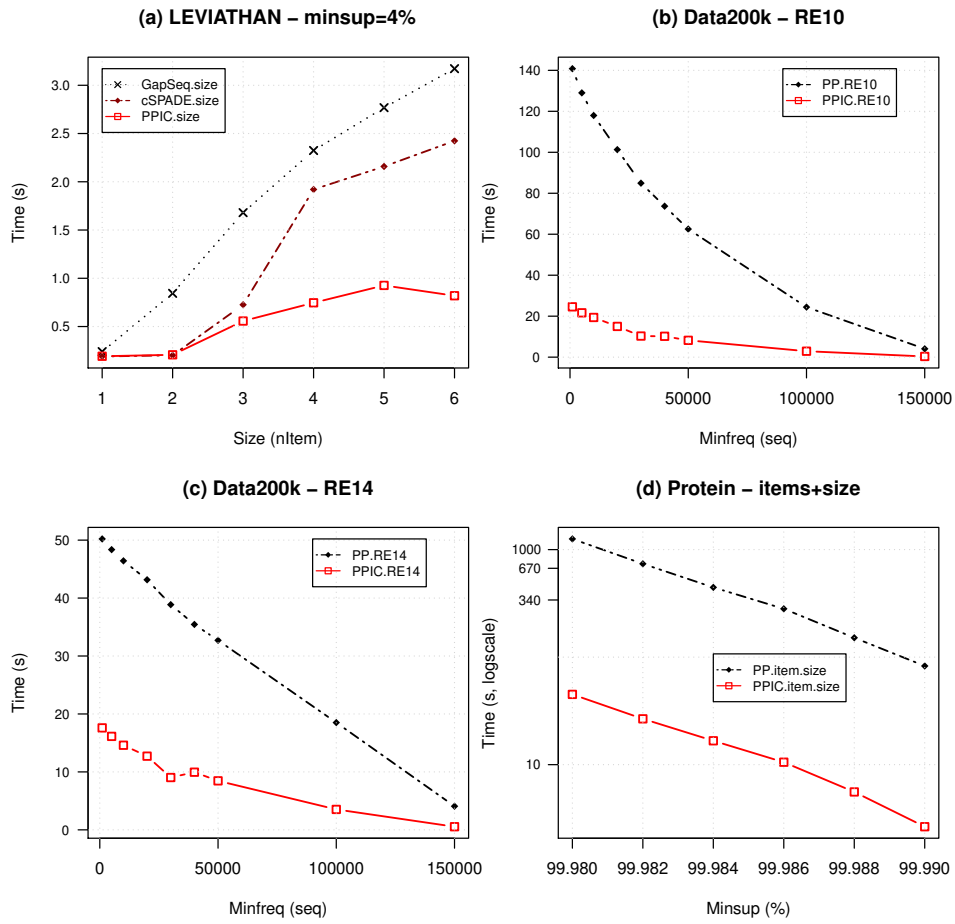 (a) LEVIATHAN − minsup=4%
GapSeq.size
cSPADE.size
PPIC.size
Time (s)
3.0
2.5
2.0
1.5
1.0
0.5
1 2 3 4 5 6
Size (nItem)
(b) Data200k − RE10
PP.RE10
PPIC.RE10
Time (s)
140
120
100
80
60
40
20
0
0 50000 100000 150000
Minfreq (seq)
(c) Data200k − RE14
PP.RE14
PPIC.RE14
Time (s)
50
40
30
20
10
0
0 50000 100000 150000
Minfreq (seq)
(d) Protein − items+size
PP.item.size
PPIC.item.size
Time (s, logscale)
1000
670
340
10
99.980 99.982 99.984 99.986 99.988 99.990
Minsup (%)